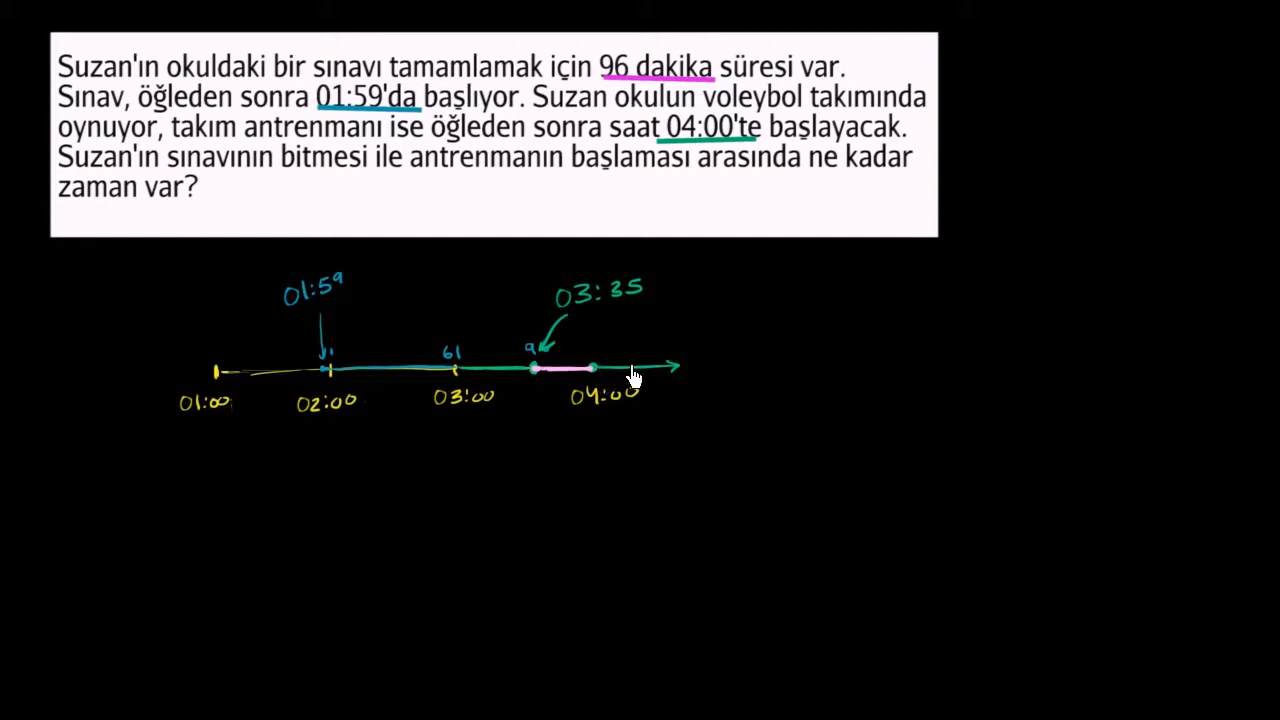 Suzan'ın okuldaki bir sınavı tamamlamak için 96 dakika süresi var.
Sınav, öğleden sonra 01:59'da başlıyor. Suzan okulun voleybol takımında
oynuyor, takım antrenmanı ise öğleden sonra saat 04:00'te başlayacak.
Suzan'ın sınavının bitmesi ile antrenmanın başlaması arasında ne kadar
zaman var?
01:59 03:35
1 61 9
01:00 02:00 03:00 04:00